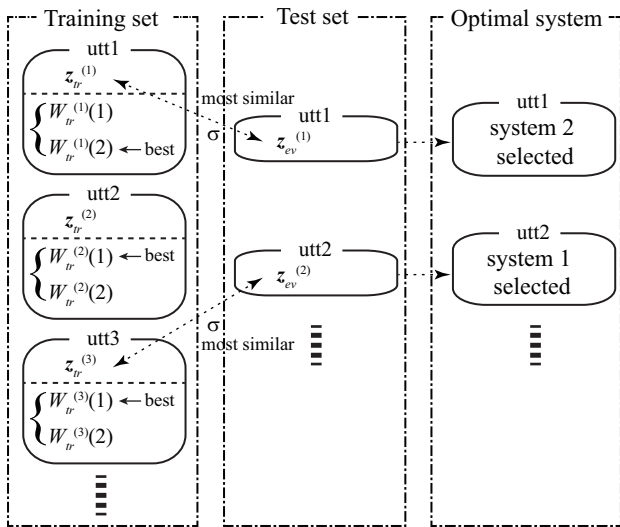 Training set
utt1
z_tr^(1)
W_tr^(1)(1)
W_tr^(1)(2) ← best
utt2
z_tr^(2)
W_tr^(2)(1) ← best
W_tr^(2)(2)
utt3
z_tr^(3)
W_tr^(3)(1) ← best
W_tr^(3)(2)
most similar
σ
σ
most similar
Test set
utt1
z_ev^(1)
utt2
z_ev^(2)
Optimal system
utt1
system 2
selected
utt2
system 1
selected